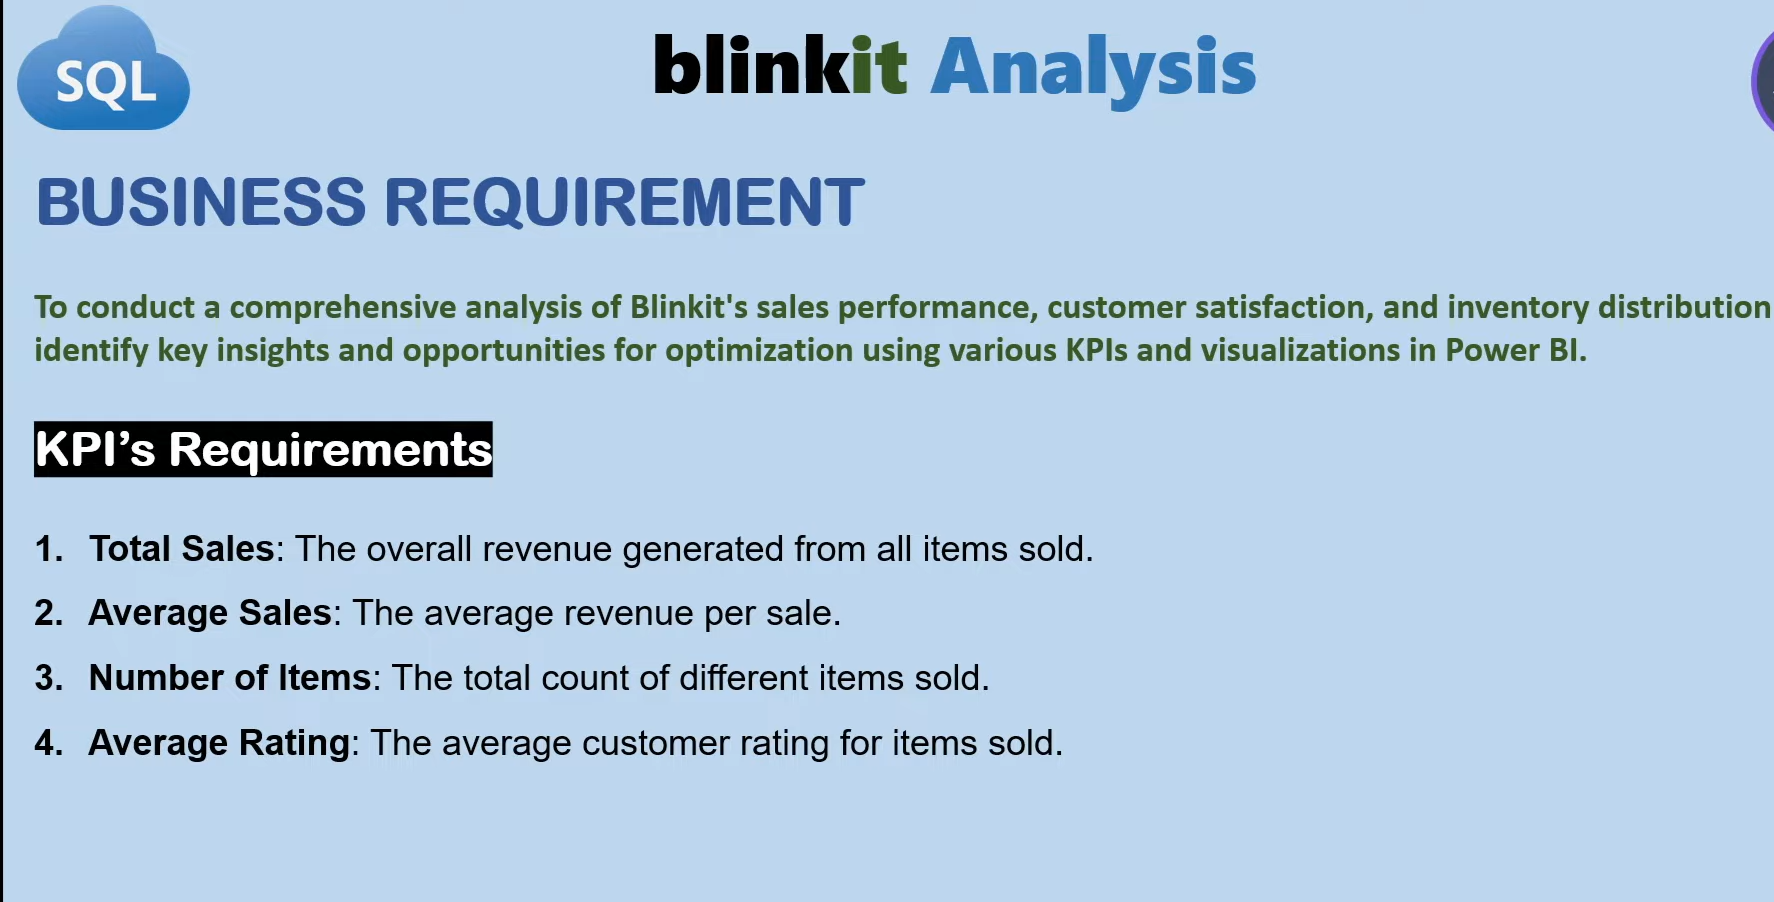 SQL
blinkit Analysis
BUSINESS REQUIREMENT
To conduct a comprehensive analysis of Blinkit's sales performance, customer satisfaction, and inventory distribution
identify key insights and opportunities for optimization using various KPIs and visualizations in Power BI.
KPI’s Requirements
1. Total Sales: The overall revenue generated from all items sold.
2. Average Sales: The average revenue per sale.
3. Number of Items: The total count of different items sold.
4. Average Rating: The average customer rating for items sold.